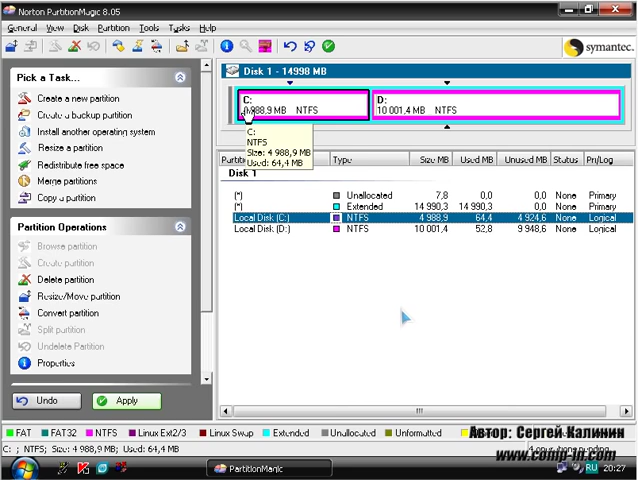 Norton PartitionMagic 8.05
General View Disk Partition Tools Tasks Help
symantec.
Pick a Task...
Create a new partition
Create a backup partition
Install another operating system
Resize a partition
Redistribute free space
Merge partitions
Copy a partition
Partition Operations
Browse partition
Create partition
Delete partition
Resize/Move partition
Convert partition
Split partition
Undelete Partition
Properties
Undo
Apply
Disk 1 - 14998 MB
C:
988,9 MB NTFS
D:
10 001,4 MB NTFS
C:
NTFS
Size: 4 988,9 MB
Used: 64,4 MB
Type Size MB Used MB Unused MB Status Pri/Log
Disk 1
(*) Unallocated 7,8 0,0 0,0 None Primary
(*) Extended 14 990,3 14 990,3 0,0 None Primary
Local Disk (C:) NTFS 4 988,9 64,4 4 924,6 None Logical
Local Disk (D:) NTFS 10 001,4 52,8 9 948,6 None Logical
FAT FAT32 NTFS Linux Ext2/3 Linux Swap Extended Unallocated Unformatted
Автор: Сергей Калинин
C: ; NTFS; Size: 4 988,9 MB; Used: 64,4 MB;
www.comp-in.com
PartitionMagic
RU
20:27